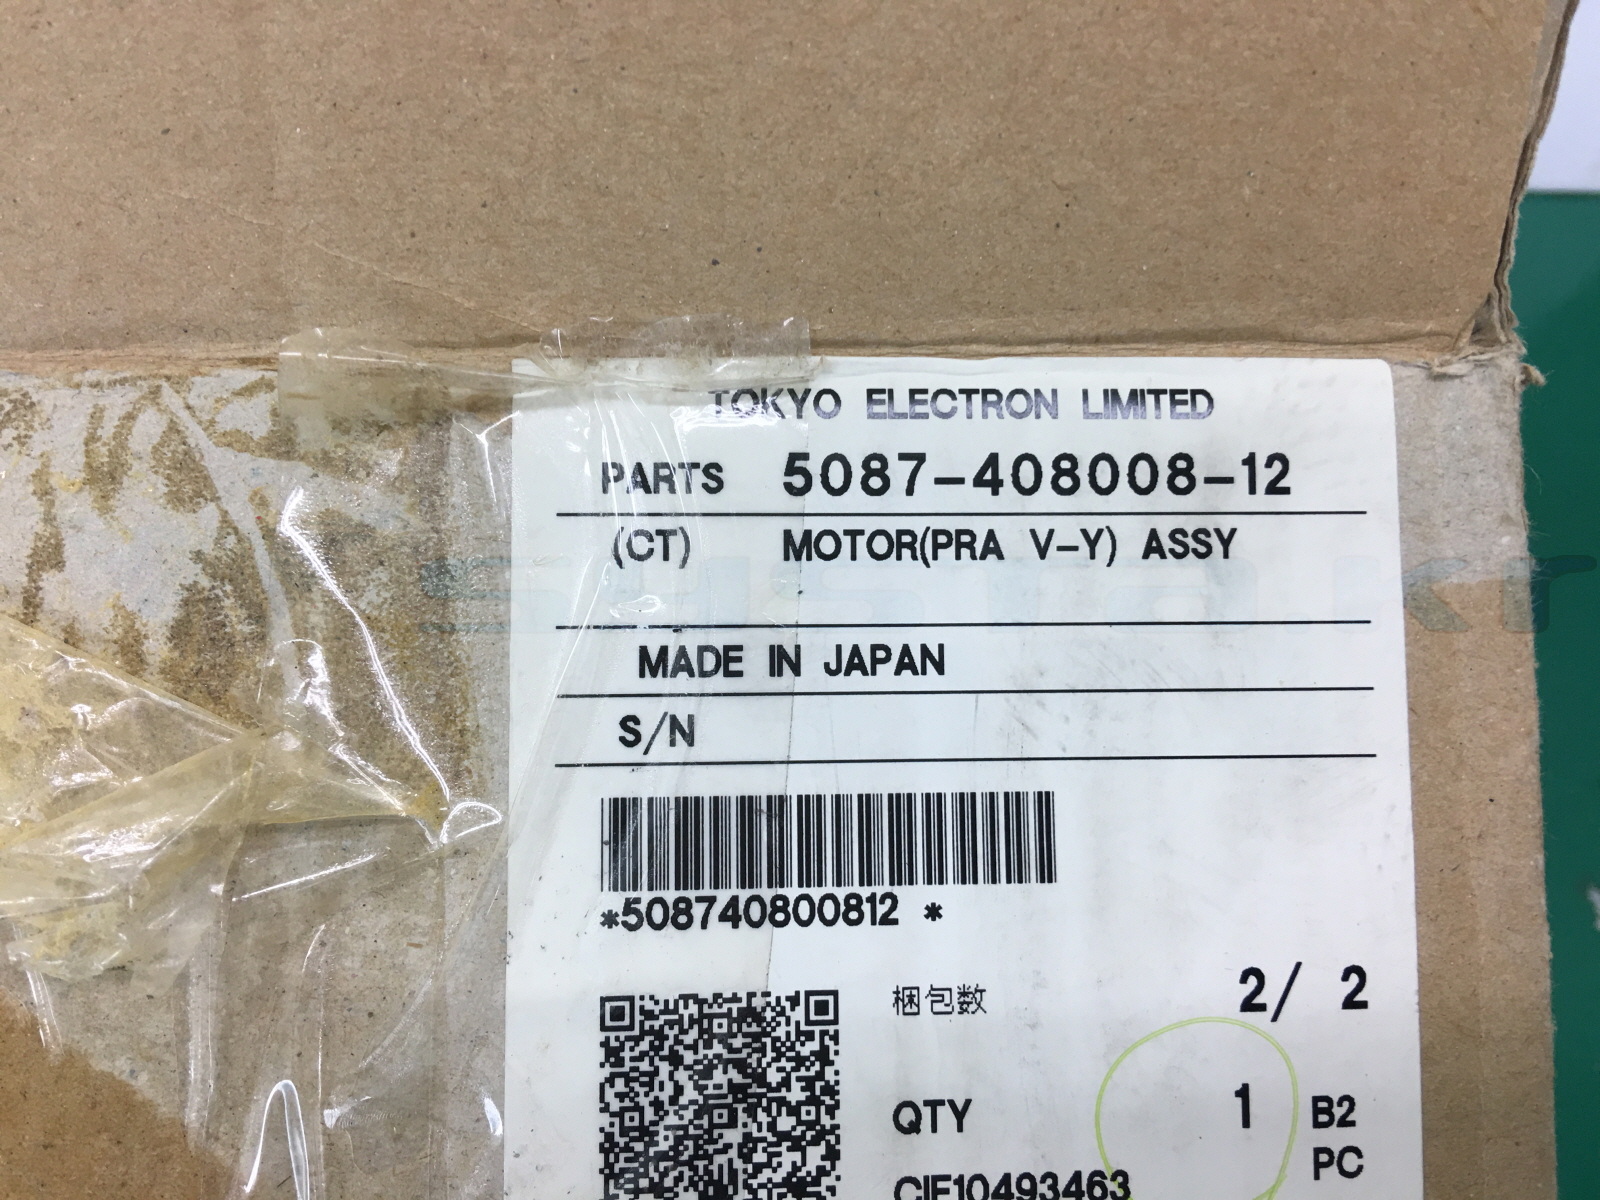 TOKYO ELECTRON LIMITED
PARTS 5087-408008-12
(CT) MOTOR(PRA V-Y) ASSY
MADE IN JAPAN
S/N
*508740800812 *
梱包数 2/ 2
QTY 1 B2
PC
CIF10493463